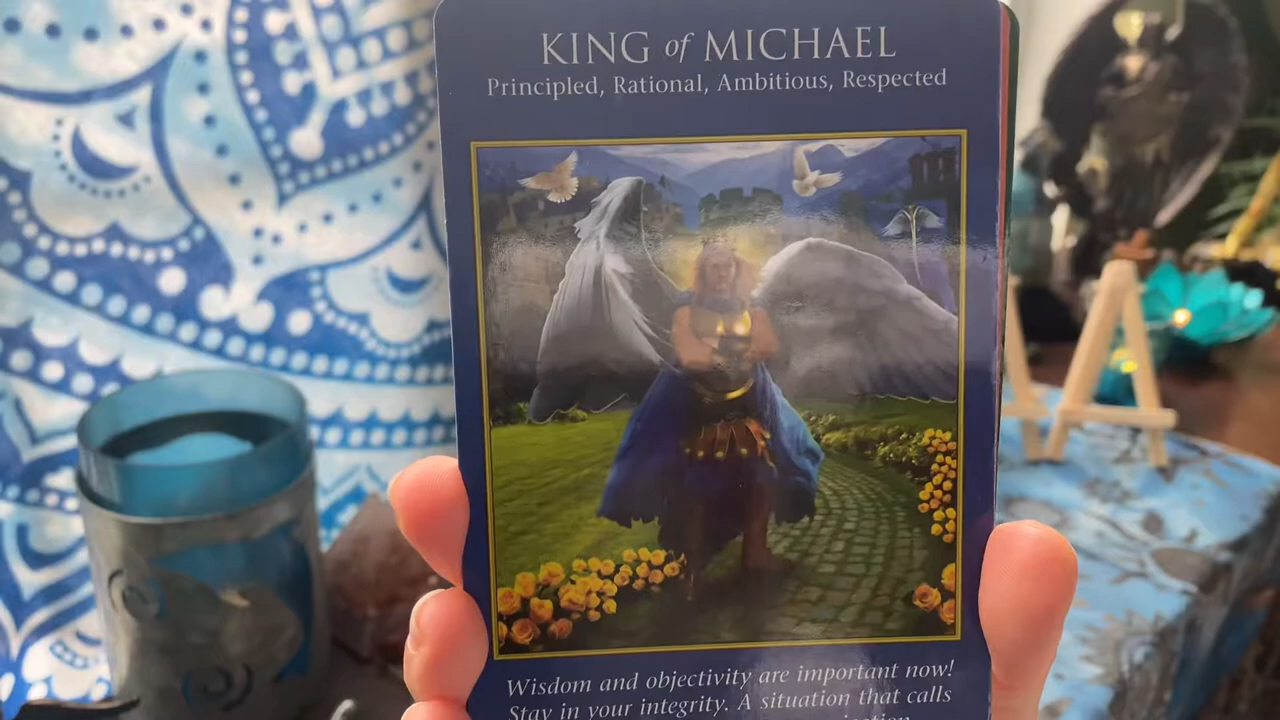 KING of MICHAEL
Principled, Rational, Ambitious, Respected
Wisdom and objectivity are important now!
Stay in your integrity. A situation that calls